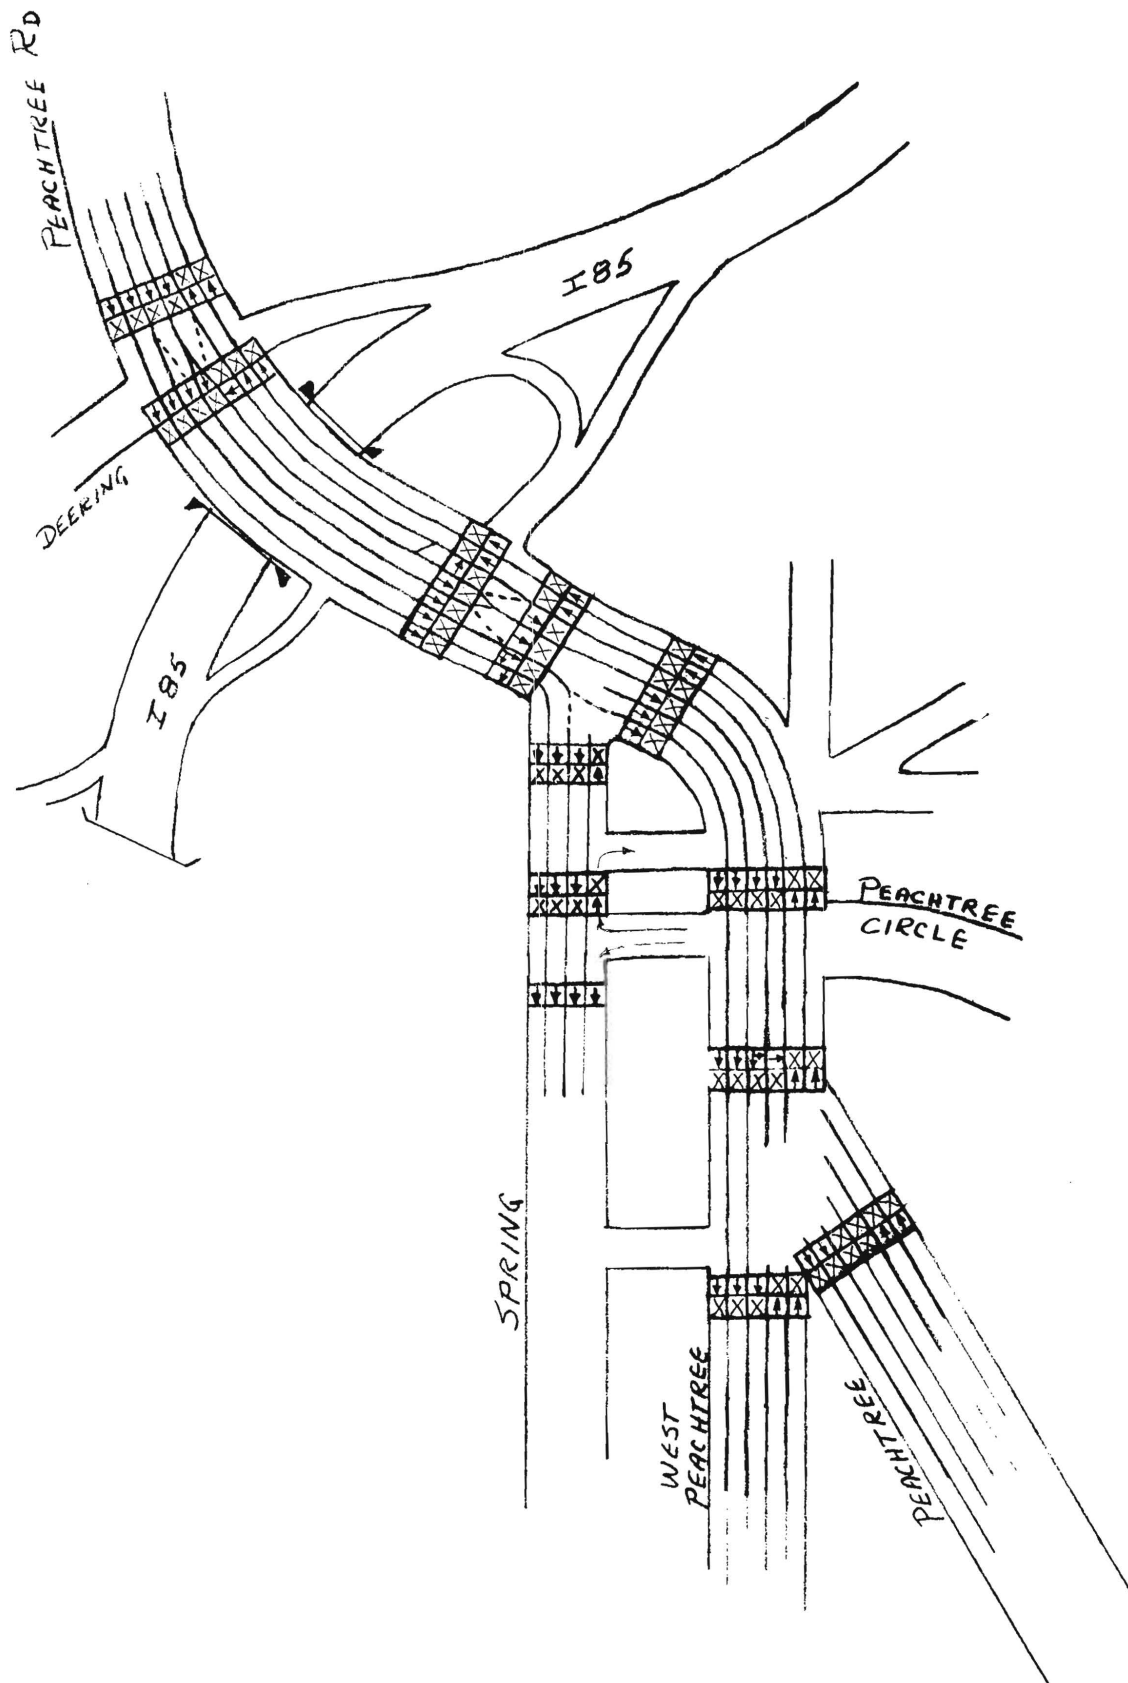 PEACHTREE RD
I85
DEERING
I85
PEACHTREE
CIRCLE
SPRING
WEST
PEACHTREE
PEACHTREE